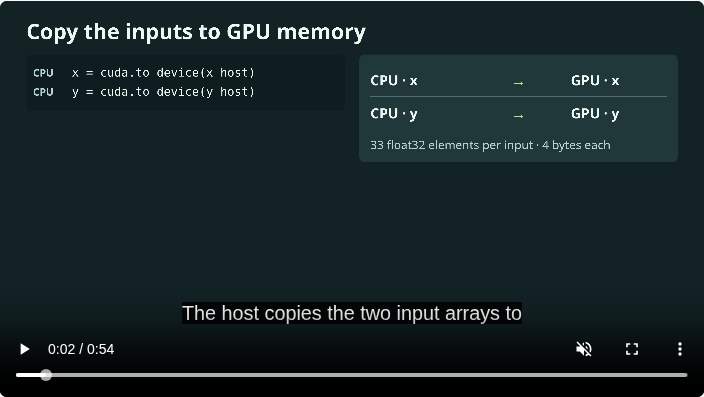 Copy the inputs to GPU memory
CPU x = cuda.to device(x host)
CPU y = cuda.to device(y host)
CPU · x → GPU · x
CPU · y → GPU · y
33 float32 elements per input · 4 bytes each
The host copies the two input arrays to
0:02 / 0:54